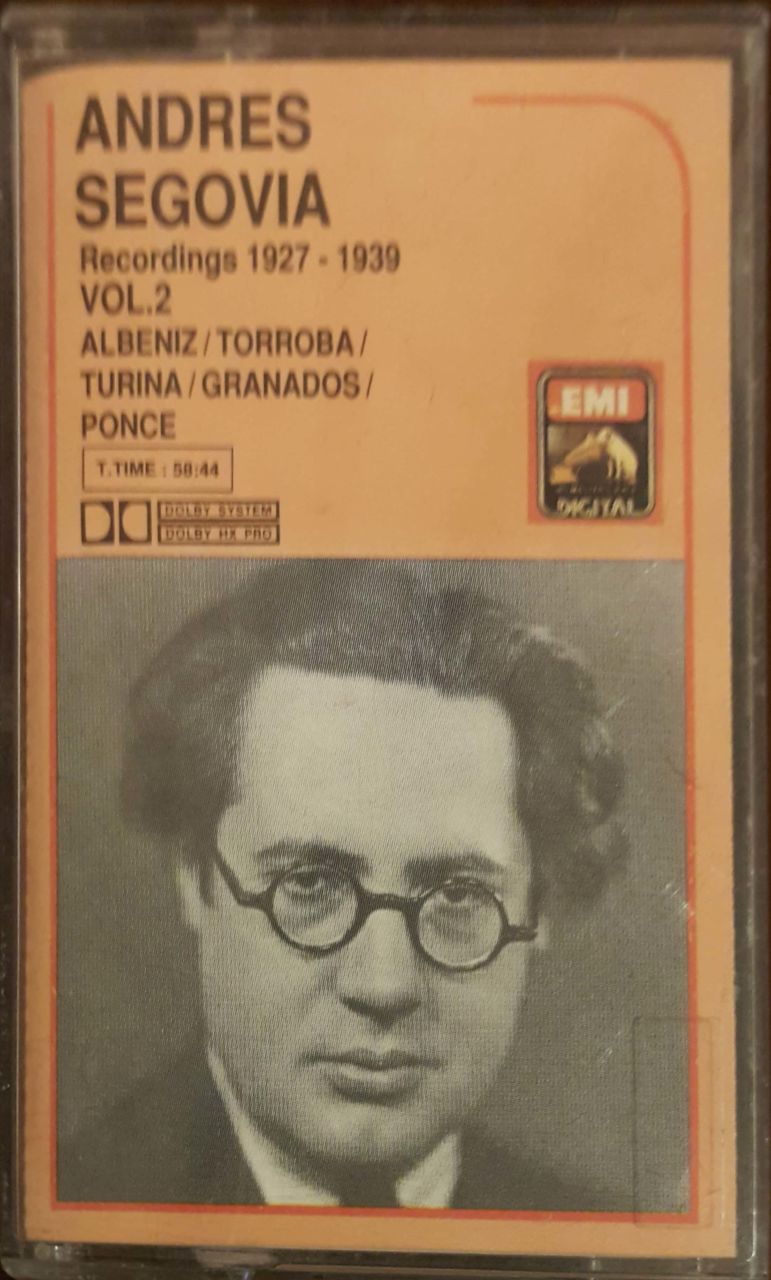 ANDRES
SEGOVIA
Recordings 1927 - 1939
VOL.2
ALBENIZ / TORROBA /
TURINA / GRANADOS /
PONCE
T.TIME : 58:44
DOLBY SYSTEM
DOLBY HX PRO
EMI
DIGITAL